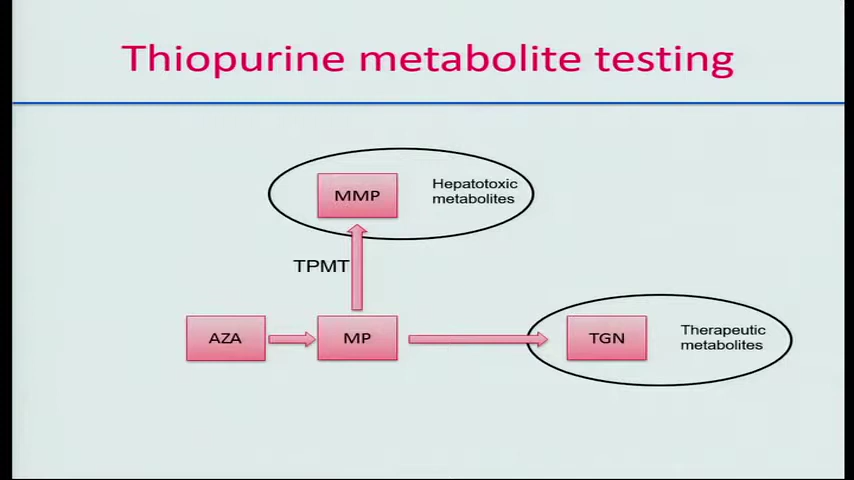 Thiopurine metabolite testing
MMP
Hepatotoxic
metabolites
TPMT
AZA
MP
TGN
Therapeutic
metabolites